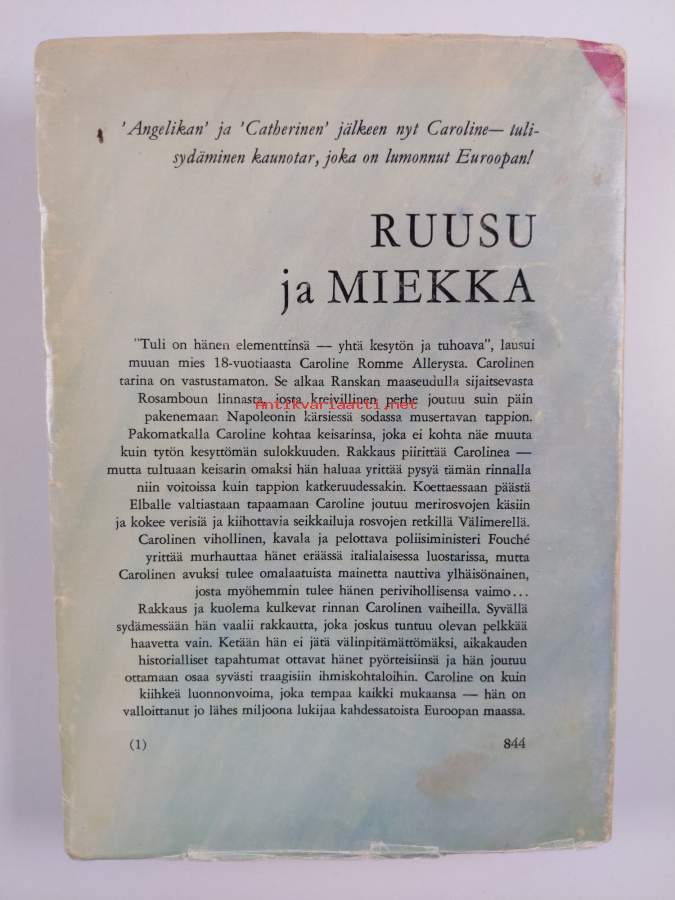 'Angelikan' ja 'Catherinen' jälkeen nyt Caroline— tuli-
sydäminen kaunotar, joka on lumonnut Euroopan!
RUUSU
ja MIEKKA
"Tuli on hänen elementtinsä — yhtä kesytön ja tuhoava", lausui
muuan mies 18-vuotiaasta Caroline Romme Allerysta. Carolinen
tarina on vastustamaton. Se alkaa Ranskan maaseudulla sijaitsevasta
Rosamboun linnasta, josta kreivillinen perhe joutuu suin päin
antikvariaatti.net
pakenemaan Napoleonin kärsiessä sodassa musertavan tappion.
Pakomatkalla Caroline kohtaa keisarinsa, joka ei kohta näe muuta
kuin tytön kesyttömän sulokkuuden. Rakkaus piirittää Carolinea —
mutta tultuaan keisarin omaksi hän haluaa yrittää pysyä tämän rinnalla
niin voitoissa kuin tappion katkeruudessakin. Koettaessaan päästä
Elballe valtiastaan tapaamaan Caroline joutuu merirosvojen käsiin
ja kokee verisiä ja kiihottavia seikkailuja rosvojen retkillä Välimerellä.
Carolinen vihollinen, kavala ja pelottava poliisiministeri Fouché
yrittää murhauttaa hänet eräässä italialaisessa luostarissa, mutta
Carolinen avuksi tulee omalaatuista mainetta nauttiva ylhäisönainen,
josta myöhemmin tulee hänen perivihollisensa vaimo...
Rakkaus ja kuolema kulkevat rinnan Carolinen vaiheilla. Syvällä
sydämessään hän vaalii rakkautta, joka joskus tuntuu olevan pelkkää
haavetta vain. Ketään hän ei jätä välinpitämättömäksi, aikakauden
historialliset tapahtumat ottavat hänet pyörteisiinsä ja hän joutuu
ottamaan osaa syvästi traagisiin ihmiskohtaloihin. Caroline on kuin
kiihkeä luonnonvoima, joka tempaa kaikki mukaansa — hän on
valloittanut jo lähes miljoona lukijaa kahdessatoista Euroopan maassa.
(1) 844